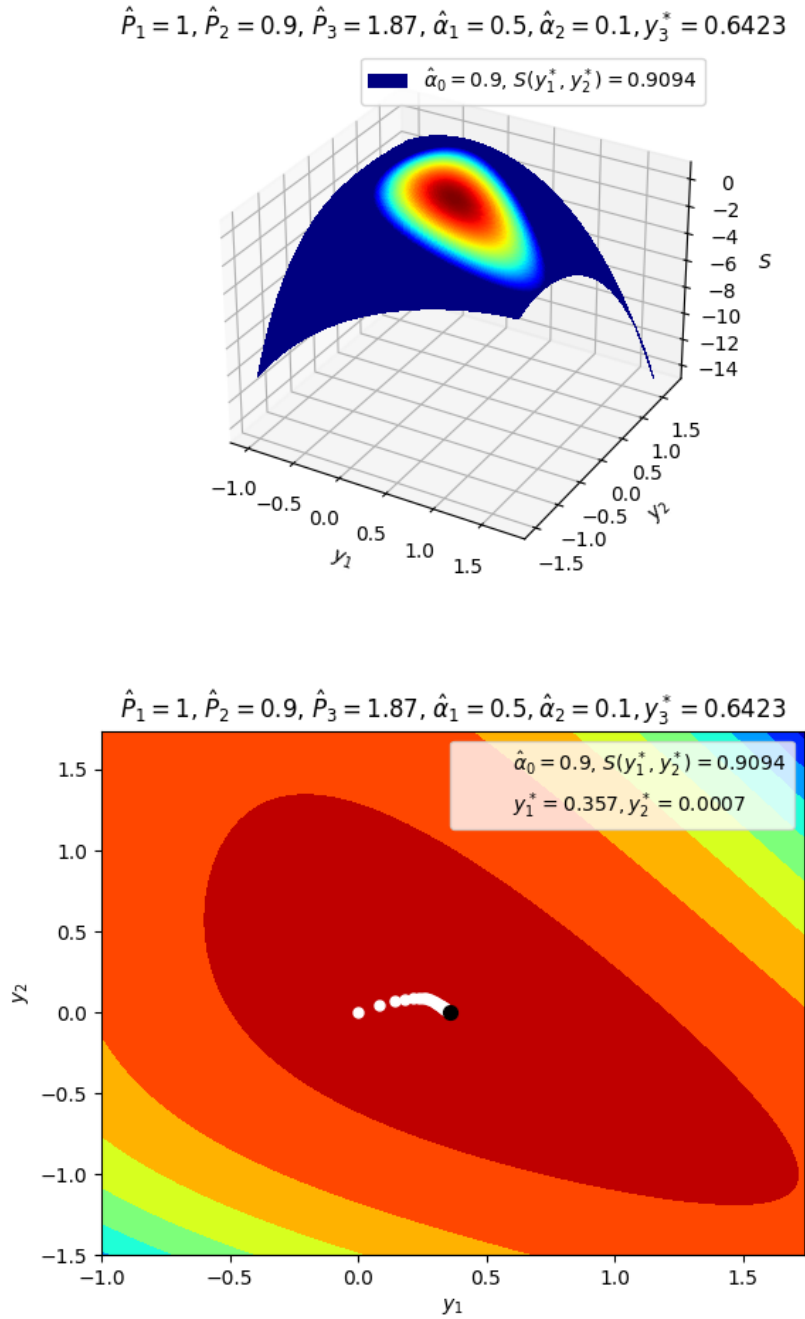 P̂₁ = 1, P̂₂ = 0.9, P̂₃ = 1.87, α̂₁ = 0.5, α̂₂ = 0.1, y₃* = 0.6423
α̂₀ = 0.9, S(y₁*, y₂*) = 0.9094
0
−2
−4
−6
−8
−10
−12
−14
S
−1.0
−0.5
0.0
0.5
1.0
1.5
y₁
1.5
1.0
0.5
0.0
−0.5
−1.0
−1.5
y₂
P̂₁ = 1, P̂₂ = 0.9, P̂₃ = 1.87, α̂₁ = 0.5, α̂₂ = 0.1, y₃* = 0.6423
α̂₀ = 0.9, S(y₁*, y₂*) = 0.9094
y₁* = 0.357, y₂* = 0.0007
1.5
1.0
0.5
0.0
−0.5
−1.0
−1.5
y₂
−1.0 −0.5 0.0 0.5 1.0 1.5
y₁